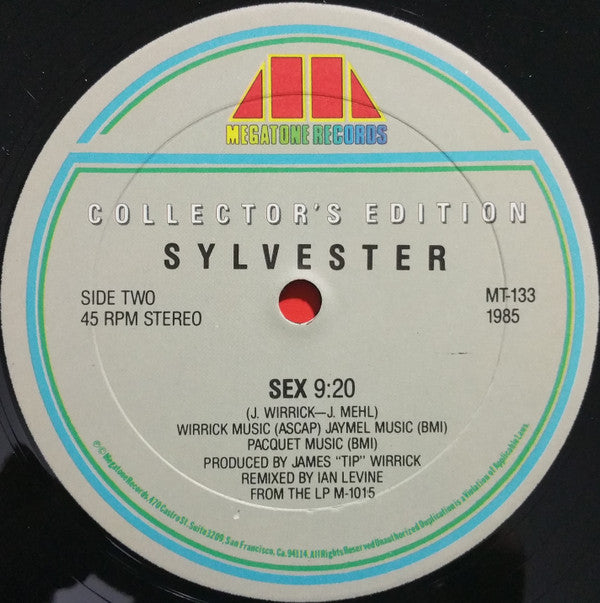 MEGATONE RECORDS
COLLECTOR'S EDITION
SYLVESTER
SIDE TWO
45 RPM STEREO
MT-133
1985
SEX 9:20
(J. WIRRICK—J. MEHL)
WIRRICK MUSIC (ASCAP) JAYMEL MUSIC (BMI)
PACQUET MUSIC (BMI)
PRODUCED BY JAMES "TIP" WIRRICK
REMIXED BY IAN LEVINE
FROM THE LP M-1015
℗ © Megatone Records, 470 Castro St. Suite 3209, San Francisco, Ca. 94114. All Rights Reserved Unauthorized Duplication is a Violation of Applicable Laws.